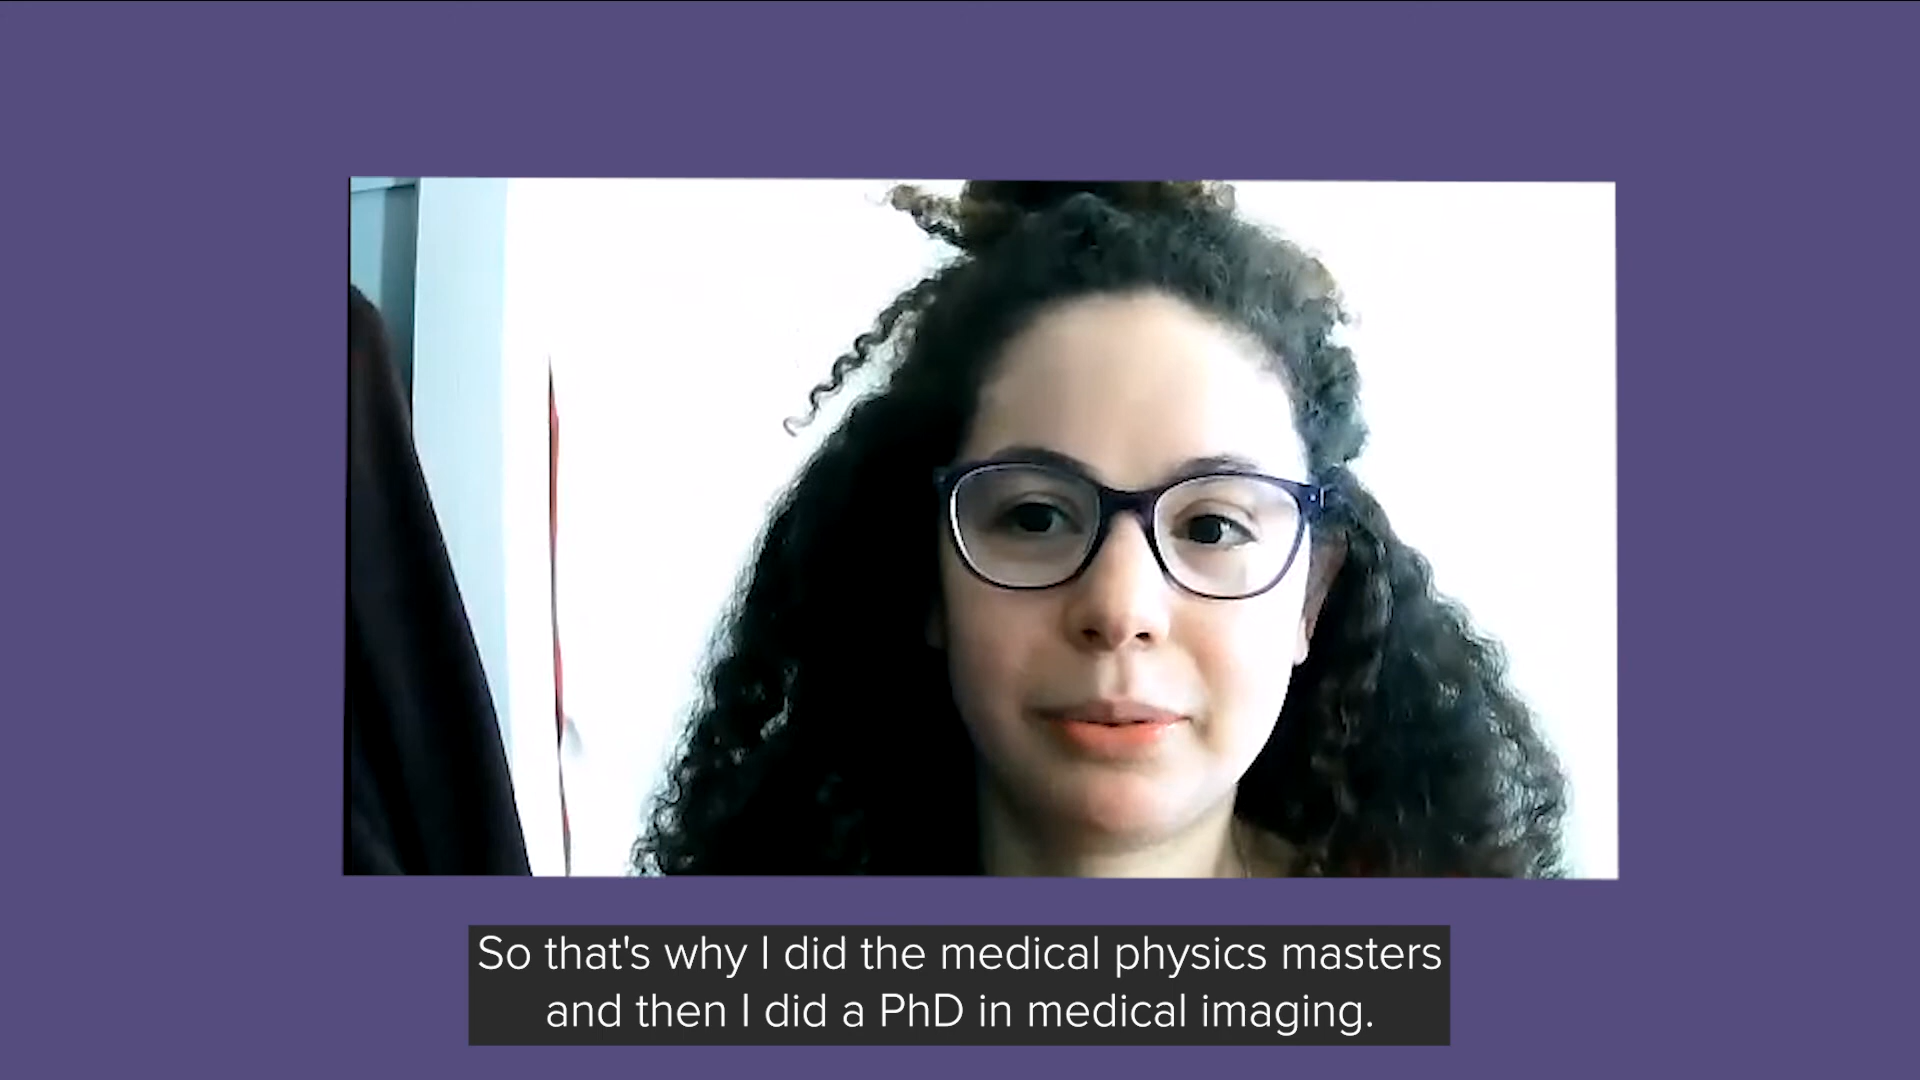 So that's why I did the medical physics masters
and then I did a PhD in medical imaging.